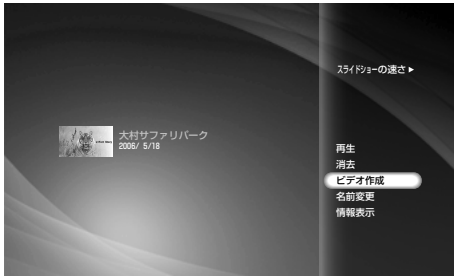 スライドショーの速さ▶
大村サファリパーク
2006/ 5/18
再生
消去
ビデオ作成
名前変更
情報表示